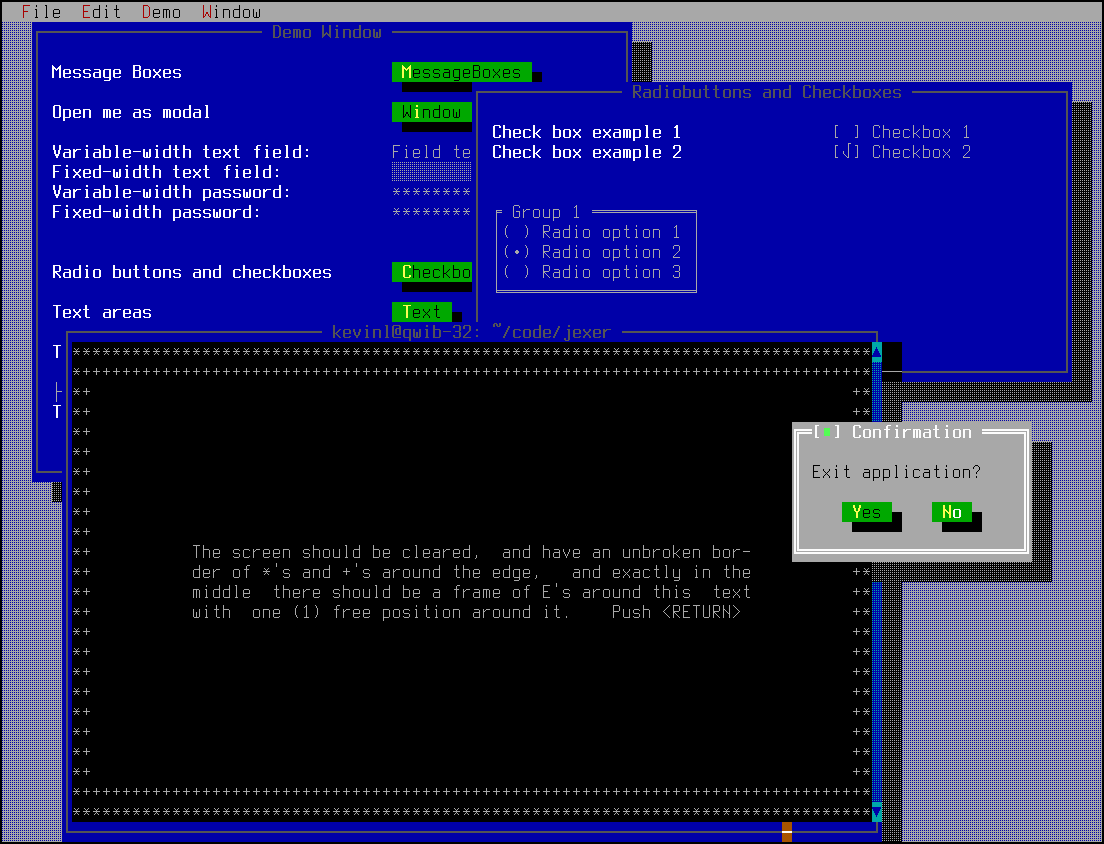 File Edit Demo Window
Demo Window
Message Boxes MessageBoxes
Open me as modal Window
Variable-width text field: Field te
Fixed-width text field:
Variable-width password: ********
Fixed-width password: ********
Radio buttons and checkboxes Checkbo
Text areas Text
T
T
Radiobuttons and Checkboxes
Check box example 1 [ ] Checkbox 1
Check box example 2 [√] Checkbox 2
Group 1
( ) Radio option 1
(•) Radio option 2
( ) Radio option 3
kevinl@qwib-32: ~/code/jexer
********************************************************************************
*++++++++++++++++++++++++++++++++++++++++++++++++++++++++++++++++++++++++++++++*
*+ +*
*+ +*
*+
*+
*+
*+
*+
*+
*+ The screen should be cleared,  and have an unbroken bor-
*+ der of *'s and +'s around the edge,   and exactly in the +*
*+ middle  there should be a frame of E's around this  text +*
*+ with  one (1) free position around it.    Push <RETURN> +*
*+ +*
*+ +*
*+ +*
*+ +*
*+ +*
*+ +*
*+ +*
*+ +*
*++++++++++++++++++++++++++++++++++++++++++++++++++++++++++++++++++++++++++++++*
********************************************************************************
[■] Confirmation
Exit application?
Yes No